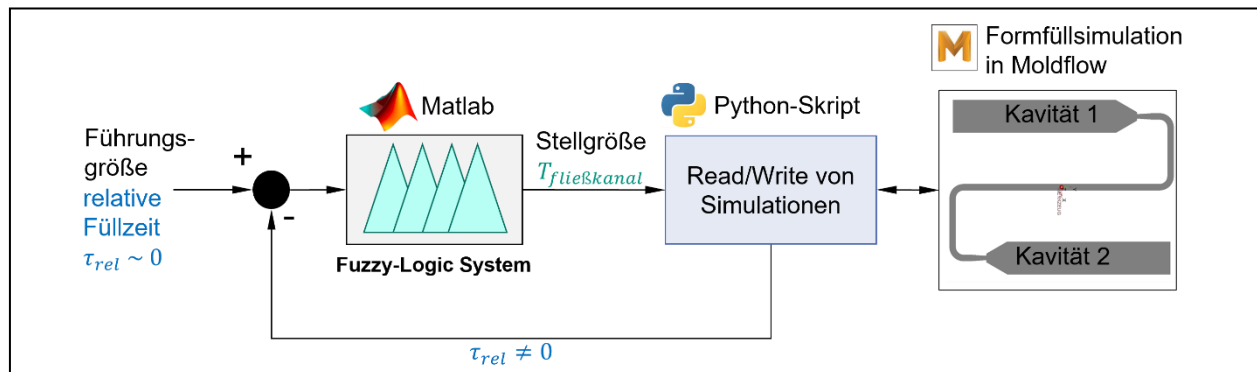 Formfüllsimulation
in Moldflow
Matlab
Python-Skript
Führungs-
größe
relative
Füllzeit
τ_rel ~ 0
+
-
Fuzzy-Logic System
Stellgröße
T_fließkanal
Read/Write von
Simulationen
Kavität 1
Kavität 2
τ_rel ≠ 0